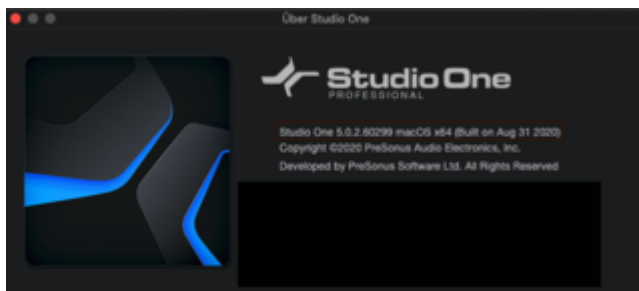 Über Studio One
Studio One
PROFESSIONAL
Studio One 5.0.2.60299 macOS x64 (Built on Aug 31 2020)
Copyright ©2020 PreSonus Audio Electronics, Inc.
Developed by PreSonus Software Ltd. All Rights Reserved